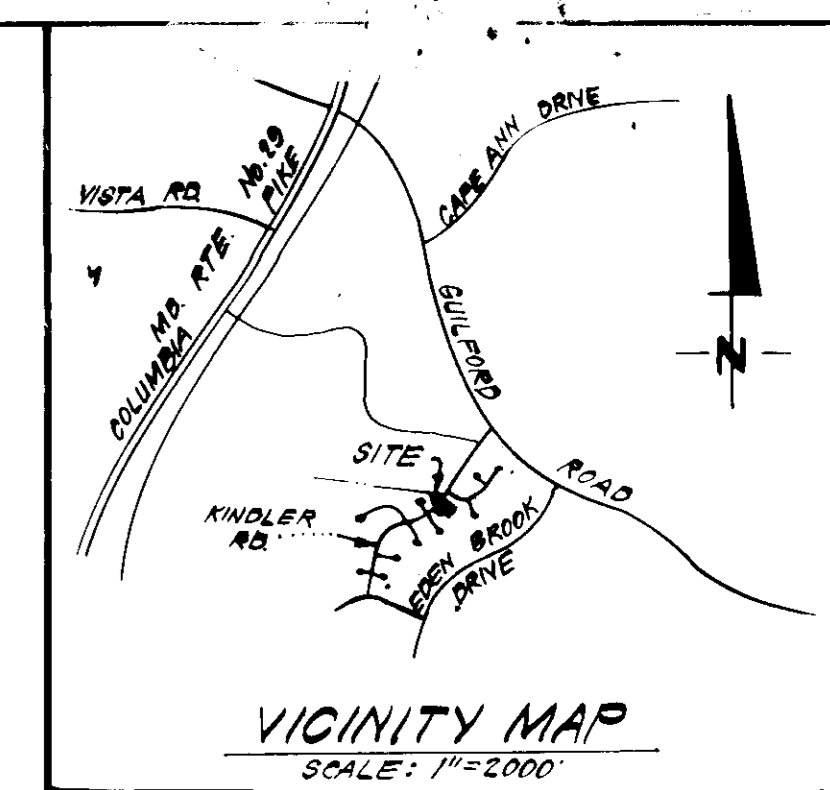 CAPE ANN DRIVE
No. 29
PIKE
VISTA RD.
MD. RTE.
COLUMBIA
GUILFORD
ROAD
SITE
KINDLER
RD.
EDEN BROOK
DRIVE
N
VICINITY MAP
SCALE: 1"=2000'